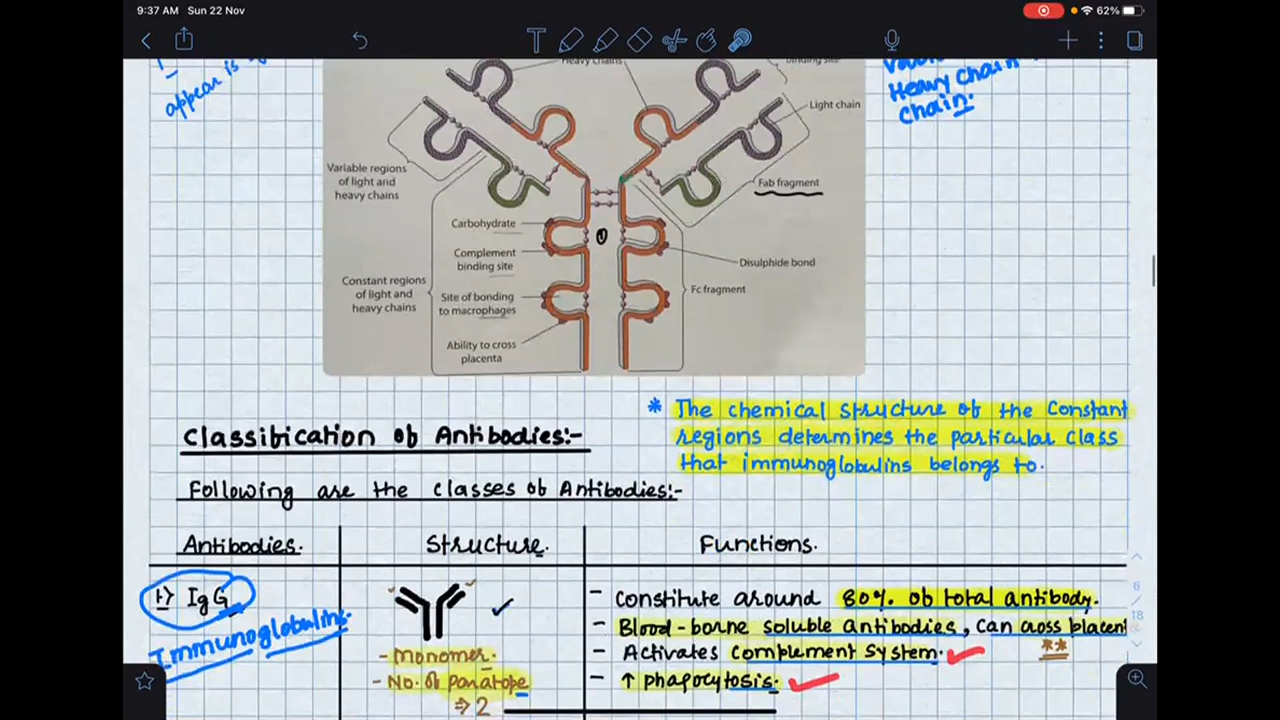 9:37 AM Sun 22 Nov
62%
appear is
Heavy chains
binding site
Heavy chain
chain.
Light chain
Variable regions
of light and
heavy chains
Fab fragment
Carbohydrate
Complement
binding site
Disulphide bond
Constant regions
of light and
heavy chains
Site of bonding
to macrophages
Fc fragment
Ability to cross
placenta
* The chemical structure of the Constant
regions determines the particular class
that immunoglobulins belongs to.
Classification of Antibodies:-
Following are the classes of Antibodies:-
Antibodies.
Structure.
Functions.
1) IgG
Immunoglobulins.
- Monomer.
- No. of paratope
⇒ 2
- Constitute around 80% of total antibody.
- Blood-borne soluble antibodies, can cross placent
- Activates complement system.
**
- ↑ phagocytosis.
6
/
18